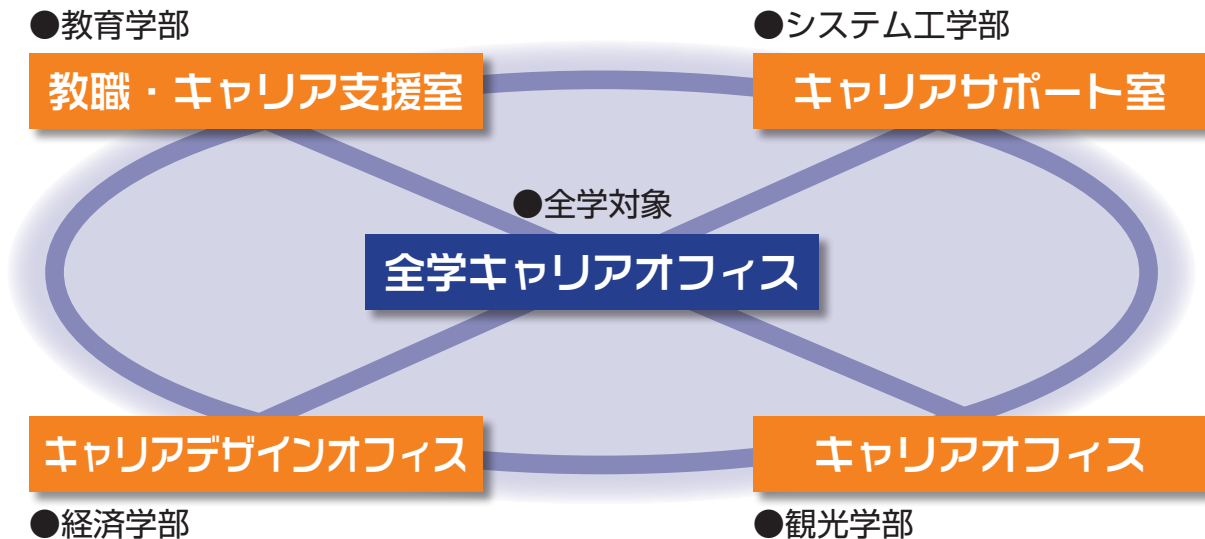 ●教育学部
教職・キャリア支援室
●システム工学部
キャリアサポート室
●全学対象
全学キャリアオフィス
キャリアデザインオフィス
●経済学部
キャリアオフィス
●観光学部